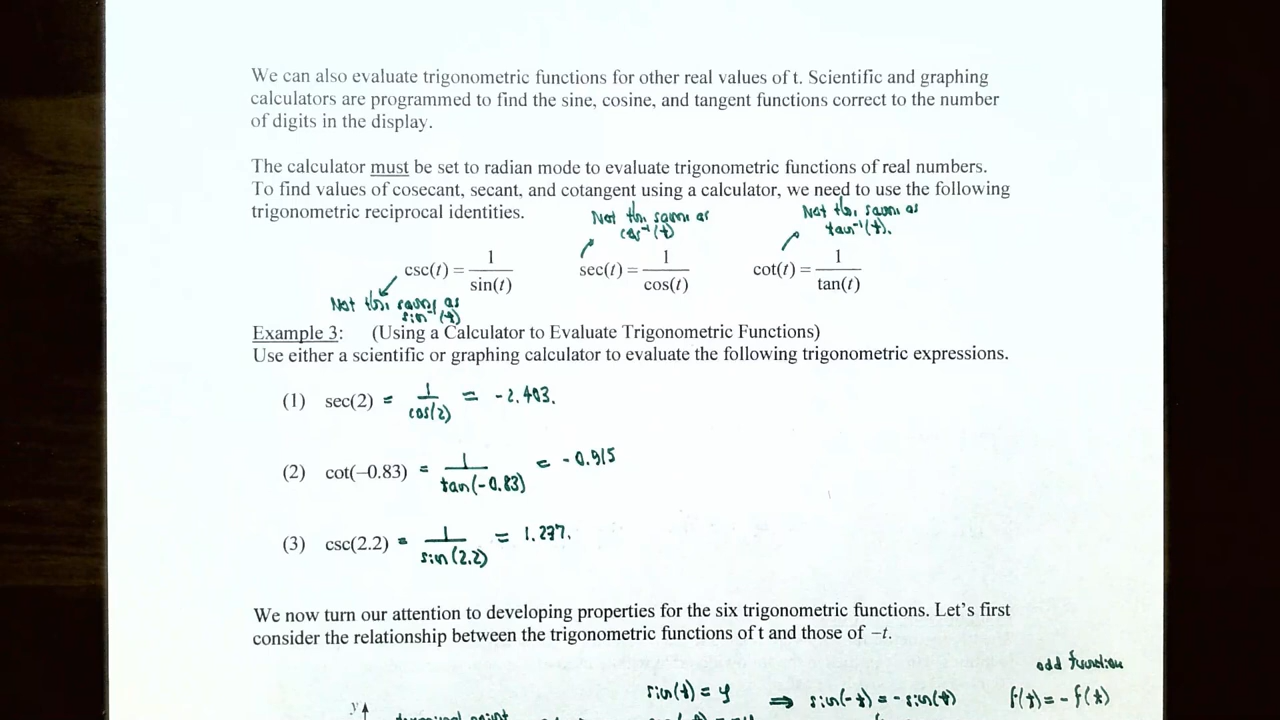 We can also evaluate trigonometric functions for other real values of t. Scientific and graphing
calculators are programmed to find the sine, cosine, and tangent functions correct to the number
of digits in the display.
The calculator must be set to radian mode to evaluate trigonometric functions of real numbers.
To find values of cosecant, secant, and cotangent using a calculator, we need to use the following
trigonometric reciprocal identities.
Not the same as
cos⁻¹(t)
Not the same as
tan⁻¹(t).
csc(t) = 1/sin(t)
sec(t) = 1/cos(t)
cot(t) = 1/tan(t)
Not the same as
sin⁻¹(t)
Example 3: (Using a Calculator to Evaluate Trigonometric Functions)
Use either a scientific or graphing calculator to evaluate the following trigonometric expressions.
(1) sec(2) = 1/cos(2) = -2.403.
(2) cot(−0.83) = 1/tan(-0.83) = -0.915
(3) csc(2.2) = 1/sin(2.2) = 1.237.
We now turn our attention to developing properties for the six trigonometric functions. Let's first
consider the relationship between the trigonometric functions of t and those of −t.
odd function
sin(t) = y ⇒ sin(-t) = - sin(t) f(t) = - f(t)
y